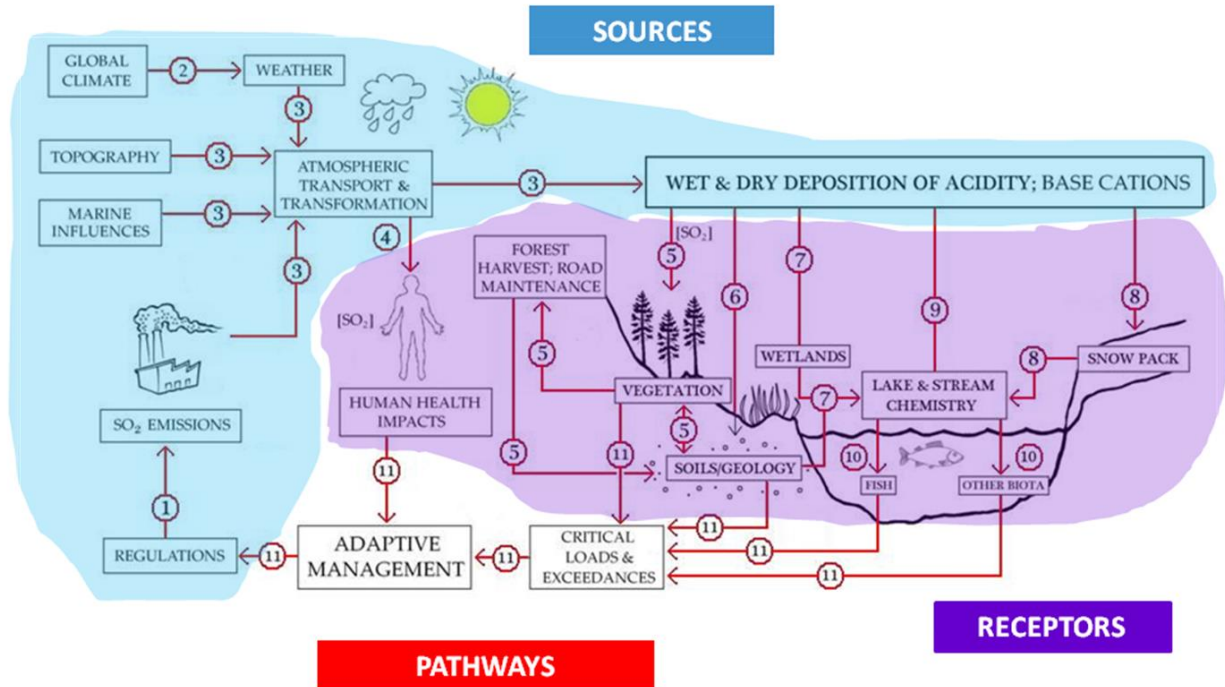 SOURCES
GLOBAL
CLIMATE
2
WEATHER
3
TOPOGRAPHY
3
ATMOSPHERIC
TRANSPORT &
TRANSFORMATION
3
WET & DRY DEPOSITION OF ACIDITY; BASE CATIONS
MARINE
INFLUENCES
3
4
3
[SO₂]
5
6
7
9
8
FOREST
HARVEST; ROAD
MAINTENANCE
[SO₂]
5
WETLANDS
8
SNOW PACK
VEGETATION
7
LAKE & STREAM
CHEMISTRY
HUMAN HEALTH
IMPACTS
SO₂ EMISSIONS
5
11
5
SOILS/GEOLOGY
10
10
FISH
OTHER BIOTA
11
1
REGULATIONS
11
ADAPTIVE
MANAGEMENT
11
CRITICAL
LOADS &
EXCEEDANCES
11
11
11
RECEPTORS
PATHWAYS